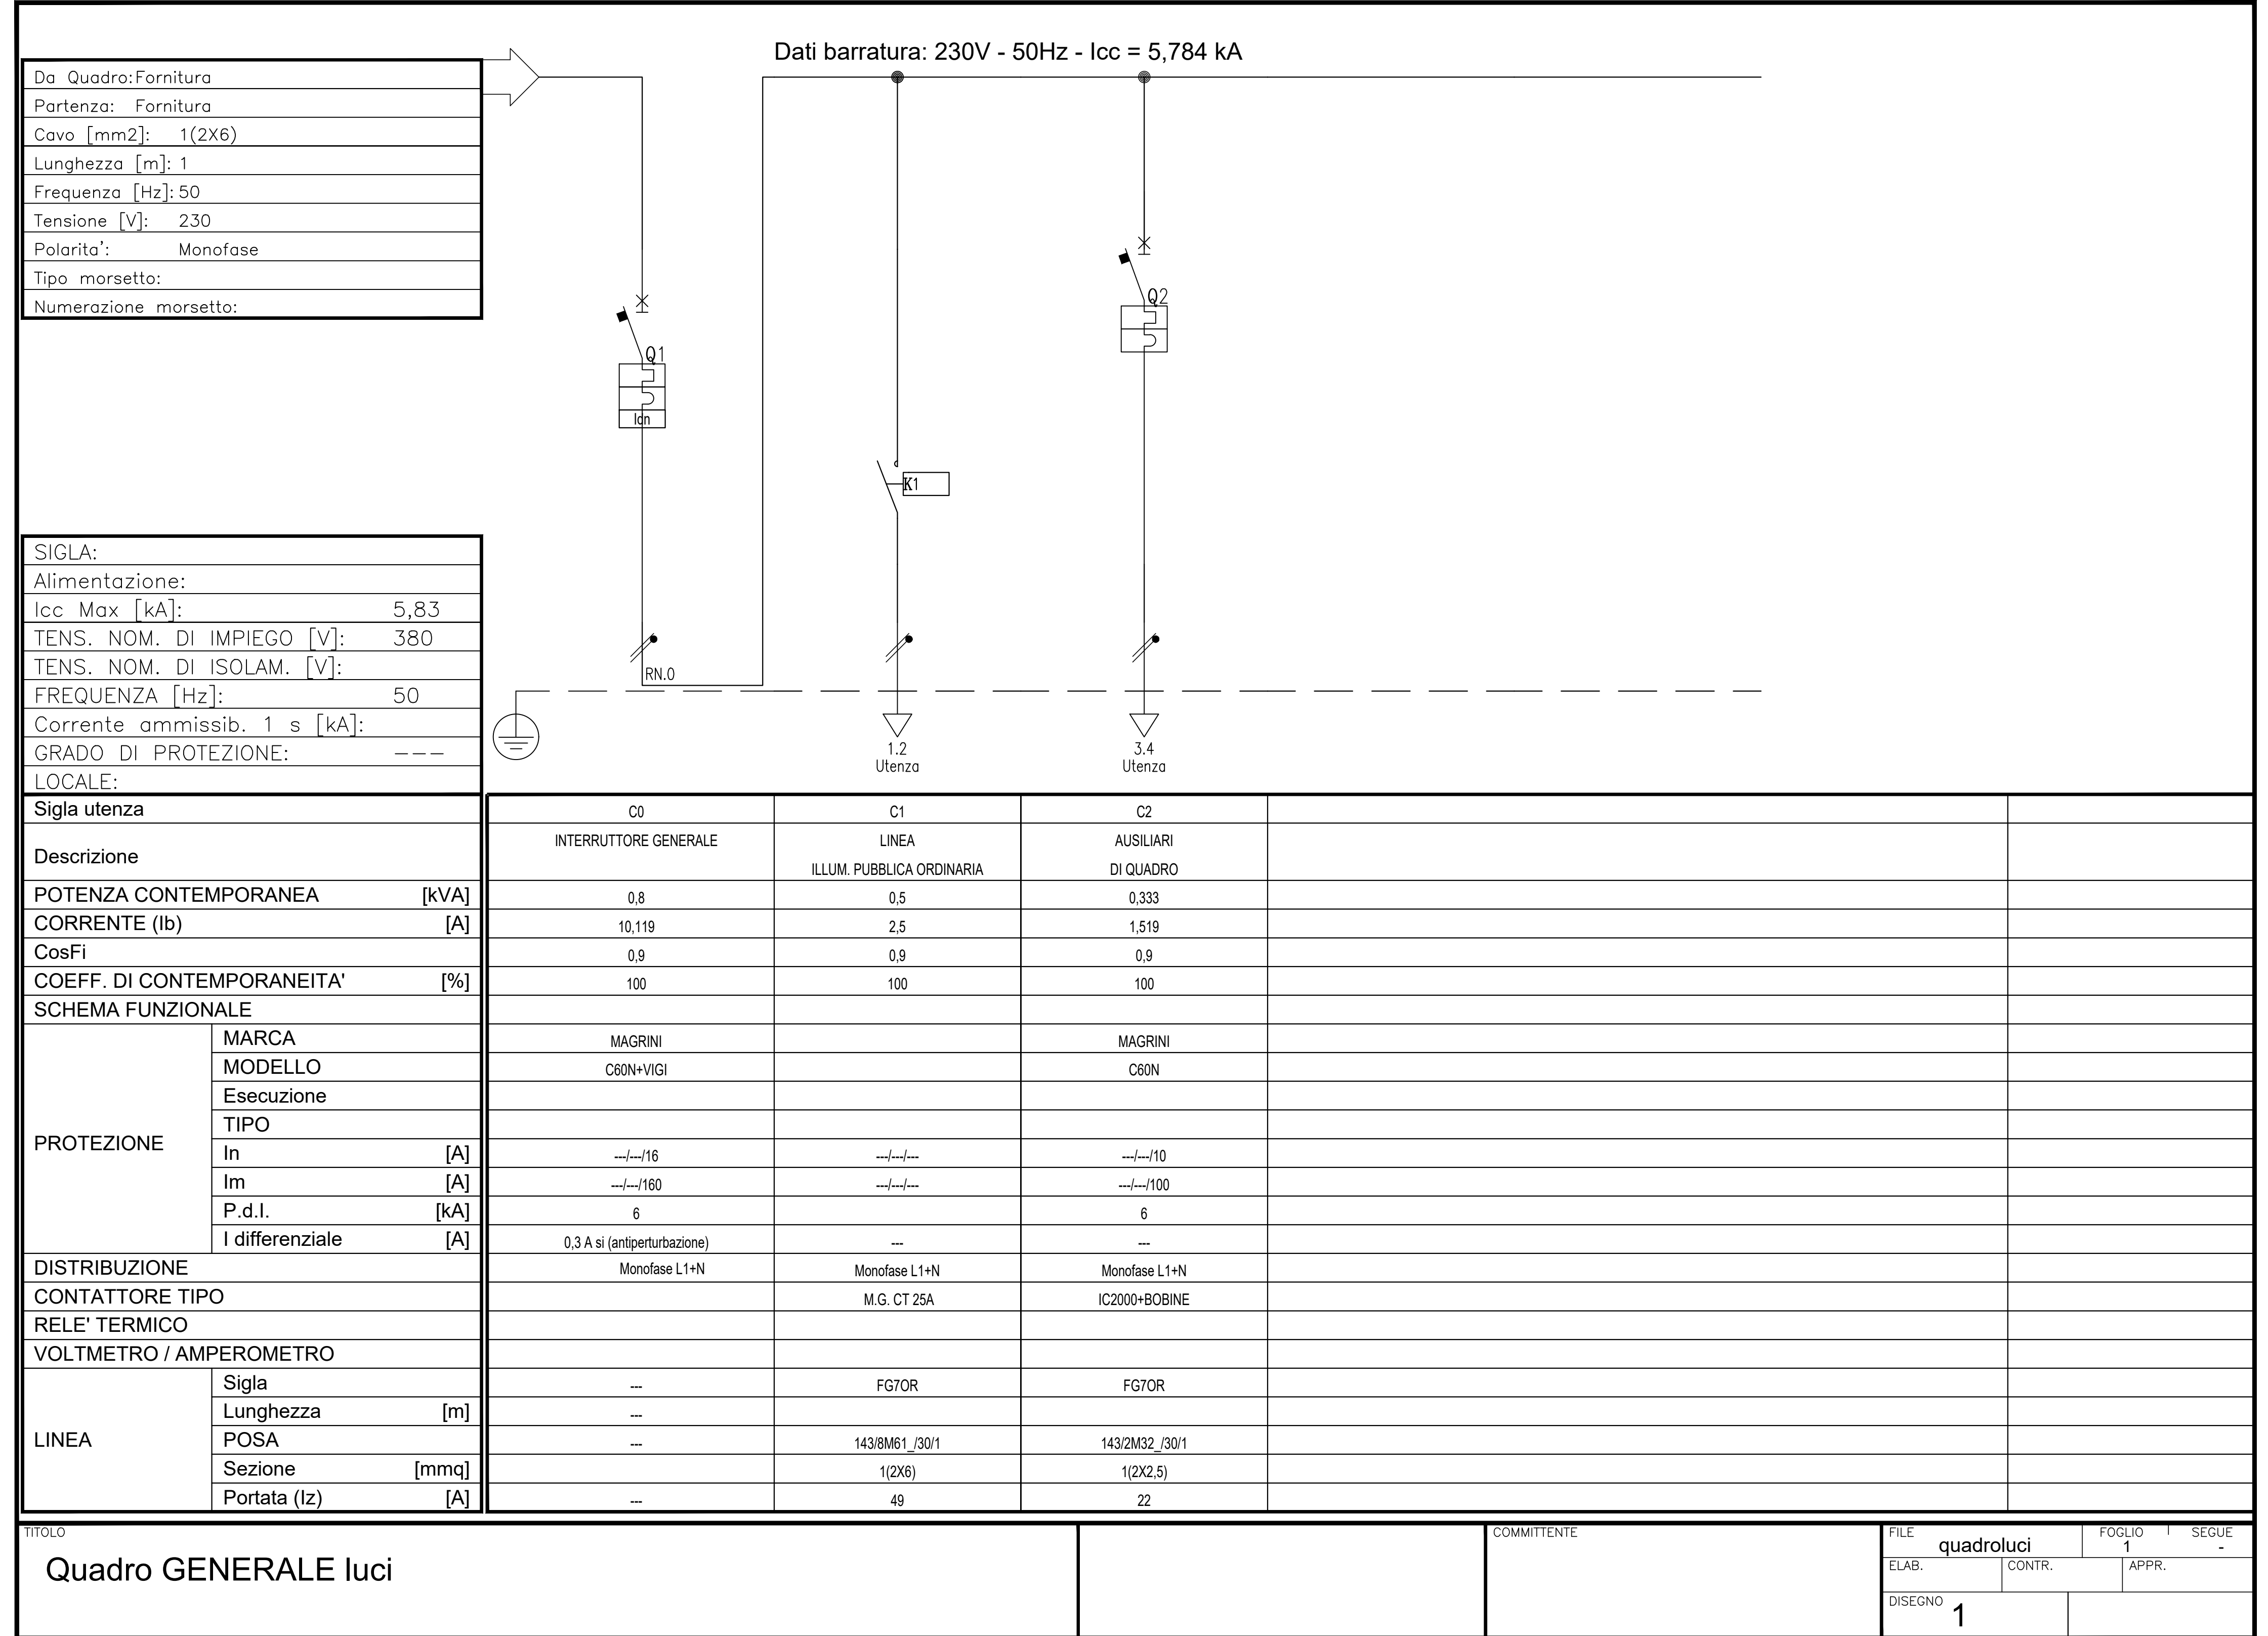 Dati barratura: 230V - 50Hz - Icc = 5,784 kA
Da Quadro:Fornitura
Partenza: Fornitura
Cavo [mm2]: 1(2X6)
Lunghezza [m]: 1
Frequenza [Hz]: 50
Tensione [V]: 230
Polarita': Monofase
Tipo morsetto:
Numerazione morsetto:
Q1
Idn
K1
Q2
RN.0
1.2
Utenza
3.4
Utenza
SIGLA:
Alimentazione:
Icc Max [kA]: 5,83
TENS. NOM. DI IMPIEGO [V]: 380
TENS. NOM. DI ISOLAM. [V]:
FREQUENZA [Hz]: 50
Corrente ammissib. 1 s [kA]:
GRADO DI PROTEZIONE: ---
LOCALE:
Sigla utenza C0 C1 C2
Descrizione INTERRUTTORE GENERALE LINEA AUSILIARI
ILLUM. PUBBLICA ORDINARIA DI QUADRO
POTENZA CONTEMPORANEA [kVA] 0,8 0,5 0,333
CORRENTE (Ib) [A] 10,119 2,5 1,519
CosFi 0,9 0,9 0,9
COEFF. DI CONTEMPORANEITA' [%] 100 100 100
SCHEMA FUNZIONALE
PROTEZIONE
MARCA MAGRINI MAGRINI
MODELLO C60N+VIGI C60N
Esecuzione
TIPO
In [A] ---/---/16 ---/---/--- ---/---/10
Im [A] ---/---/160 ---/---/--- ---/---/100
P.d.I. [kA] 6 6
I differenziale [A] 0,3 A si (antiperturbazione) --- ---
DISTRIBUZIONE Monofase L1+N Monofase L1+N Monofase L1+N
CONTATTORE TIPO M.G. CT 25A IC2000+BOBINE
RELE' TERMICO
VOLTMETRO / AMPEROMETRO
LINEA
Sigla --- FG7OR FG7OR
Lunghezza [m] ---
POSA --- 143/8M61_/30/1 143/2M32_/30/1
Sezione [mmq] 1(2X6) 1(2X2,5)
Portata (Iz) [A] --- 49 22
TITOLO
Quadro GENERALE luci
COMMITTENTE
FILE quadroluci
FOGLIO 1
SEGUE -
ELAB. CONTR. APPR.
DISEGNO 1